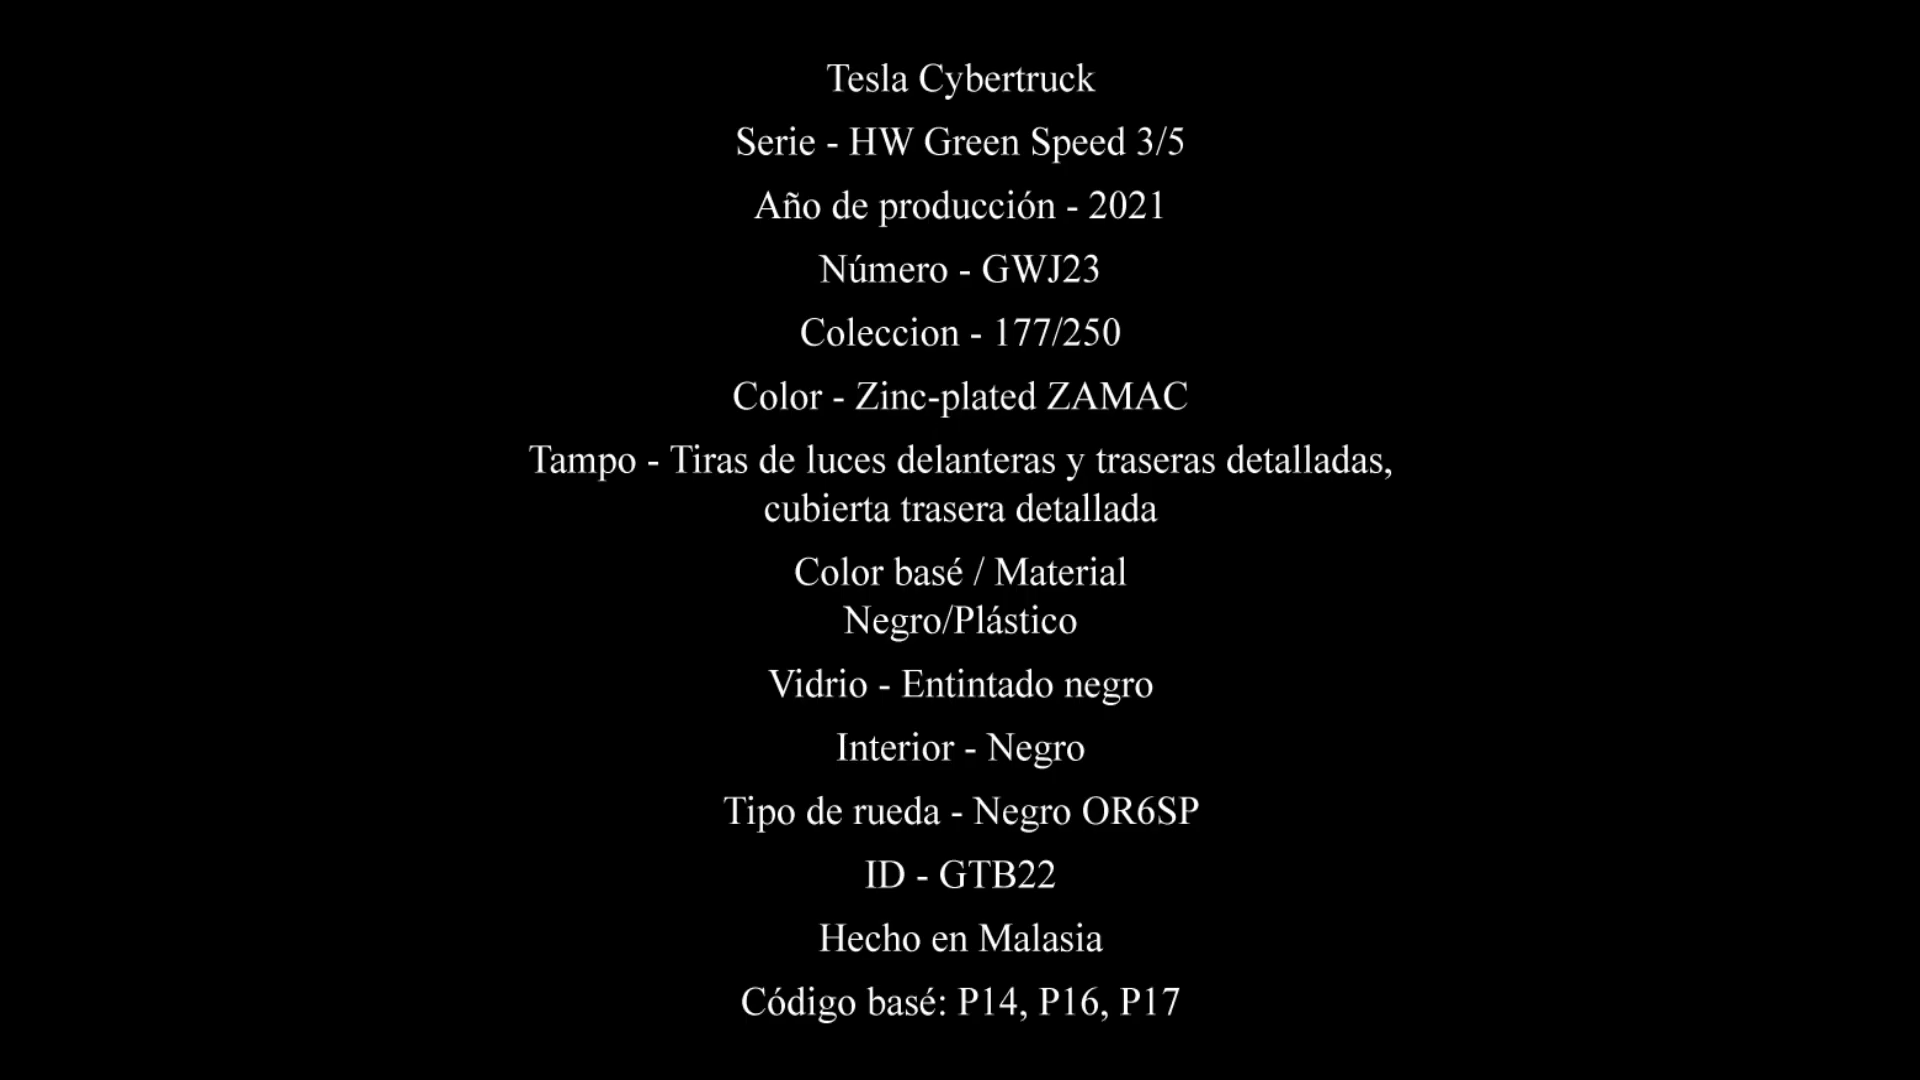 Tesla Cybertruck
Serie - HW Green Speed 3/5
Año de producción - 2021
Número - GWJ23
Coleccion - 177/250
Color - Zinc-plated ZAMAC
Tampo - Tiras de luces delanteras y traseras detalladas,
cubierta trasera detallada
Color basé / Material
Negro/Plástico
Vidrio - Entintado negro
Interior - Negro
Tipo de rueda - Negro OR6SP
ID - GTB22
Hecho en Malasia
Código basé: P14, P16, P17